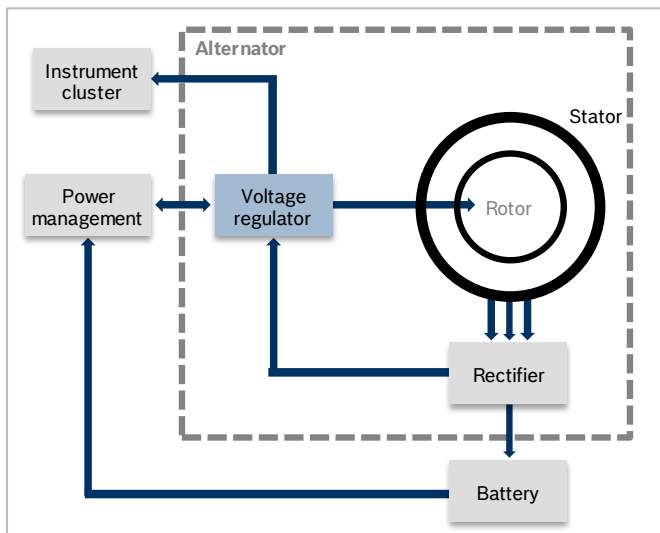 Alternator
Instrument
cluster
Stator
Power
management
Voltage
regulator
Rotor
Rectifier
Battery